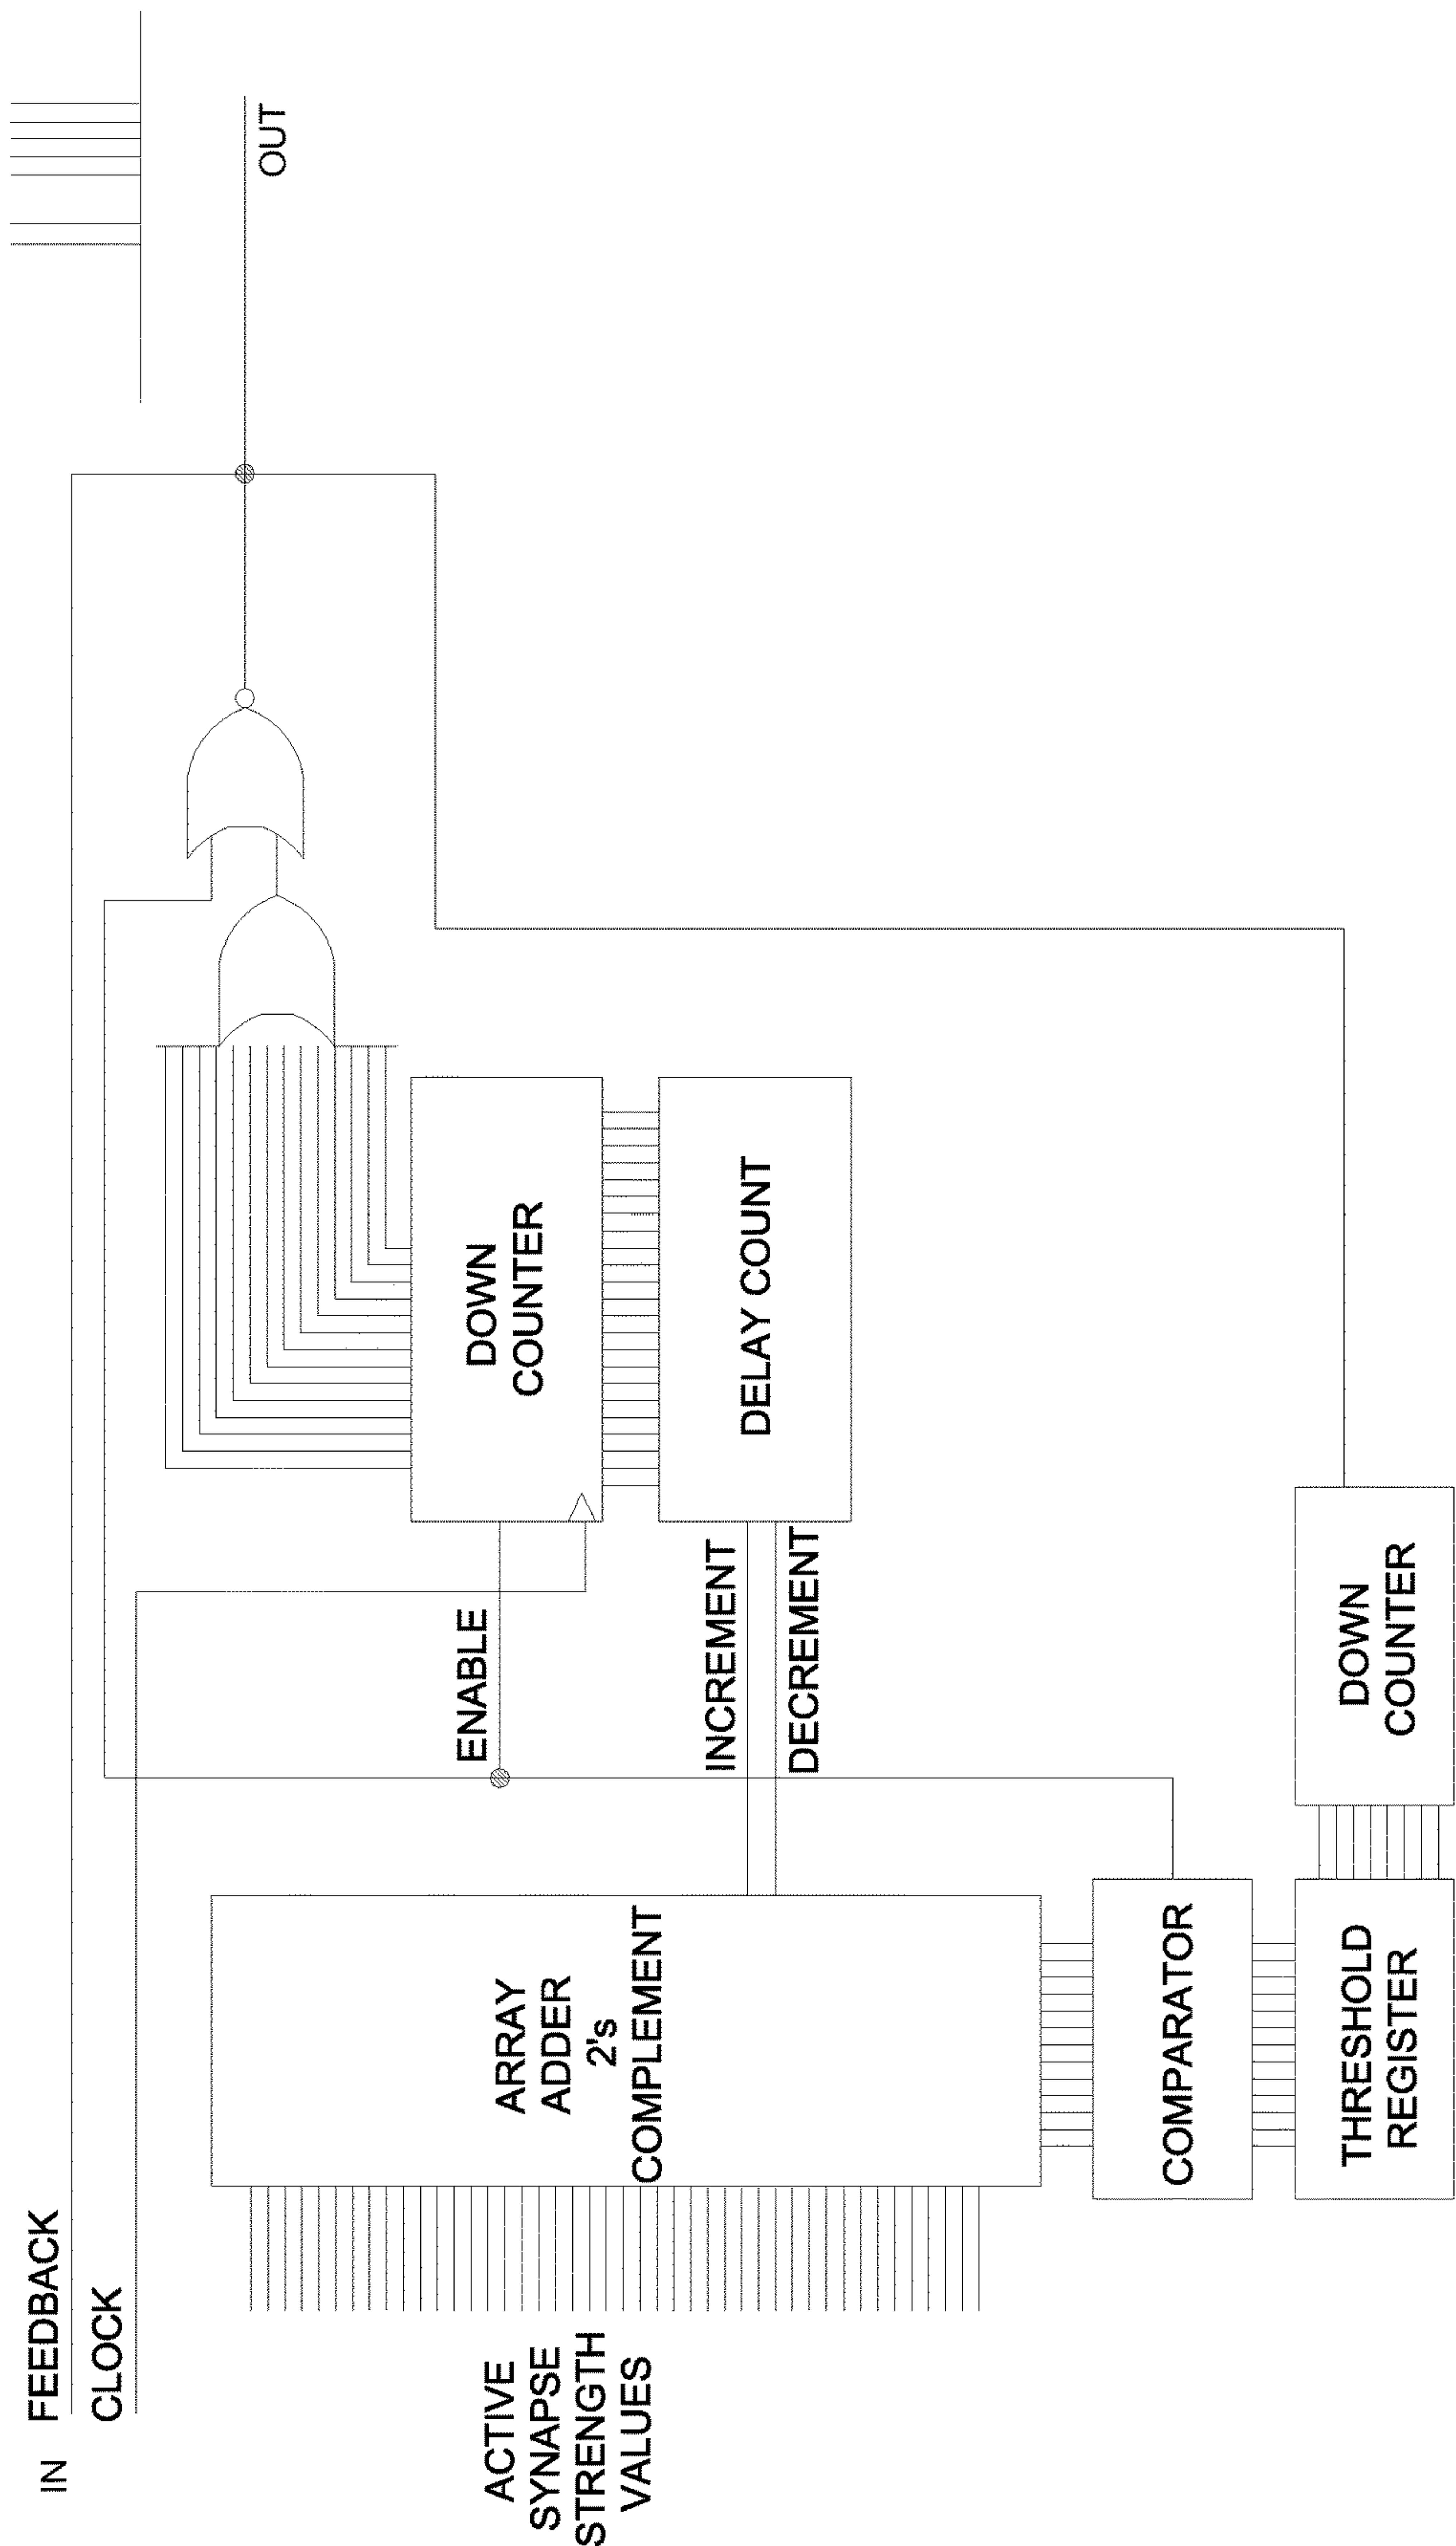 IN
FEEDBACK
CLOCK
ACTIVE
SYNAPSE
STRENGTH
VALUES
ARRAY
ADDER
2's
COMPLEMENT
COMPARATOR
THRESHOLD
REGISTER
ENABLE
INCREMENT
DECREMENT
DOWN
COUNTER
DELAY COUNT
DOWN
COUNTER
OUT